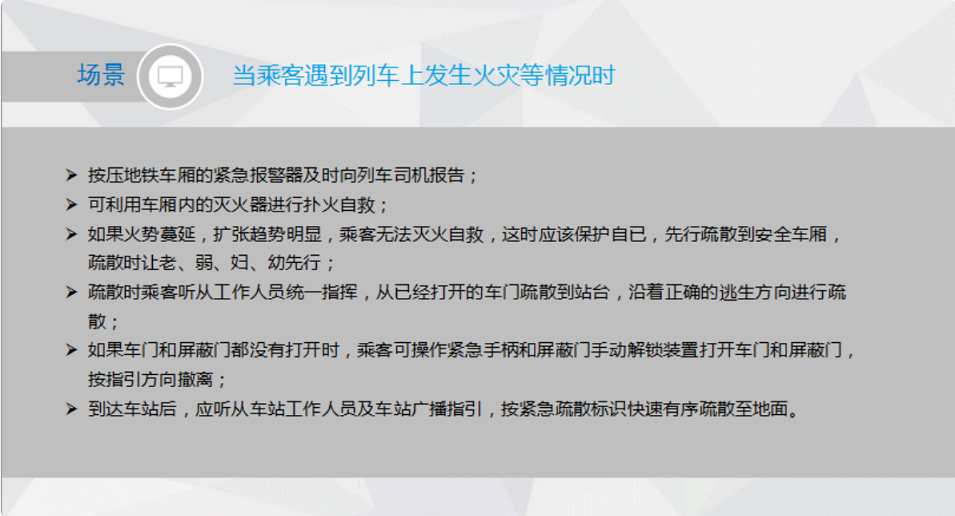 场景
当乘客遇到列车上发生火灾等情况时
➢ 按压地铁车厢的紧急报警器及时向列车司机报告；
➢ 可利用车厢内的灭火器进行扑火自救；
➢ 如果火势蔓延，扩张趋势明显，乘客无法灭火自救，这时应该保护自已，先行疏散到安全车厢，
疏散时让老、弱、妇、幼先行；
➢ 疏散时乘客听从工作人员统一指挥，从已经打开的车门疏散到站台，沿着正确的逃生方向进行疏
散；
➢ 如果车门和屏蔽门都没有打开时，乘客可操作紧急手柄和屏蔽门手动解锁装置打开车门和屏蔽门，
按指引方向撤离；
➢ 到达车站后，应听从车站工作人员及车站广播指引，按紧急疏散标识快速有序疏散至地面。